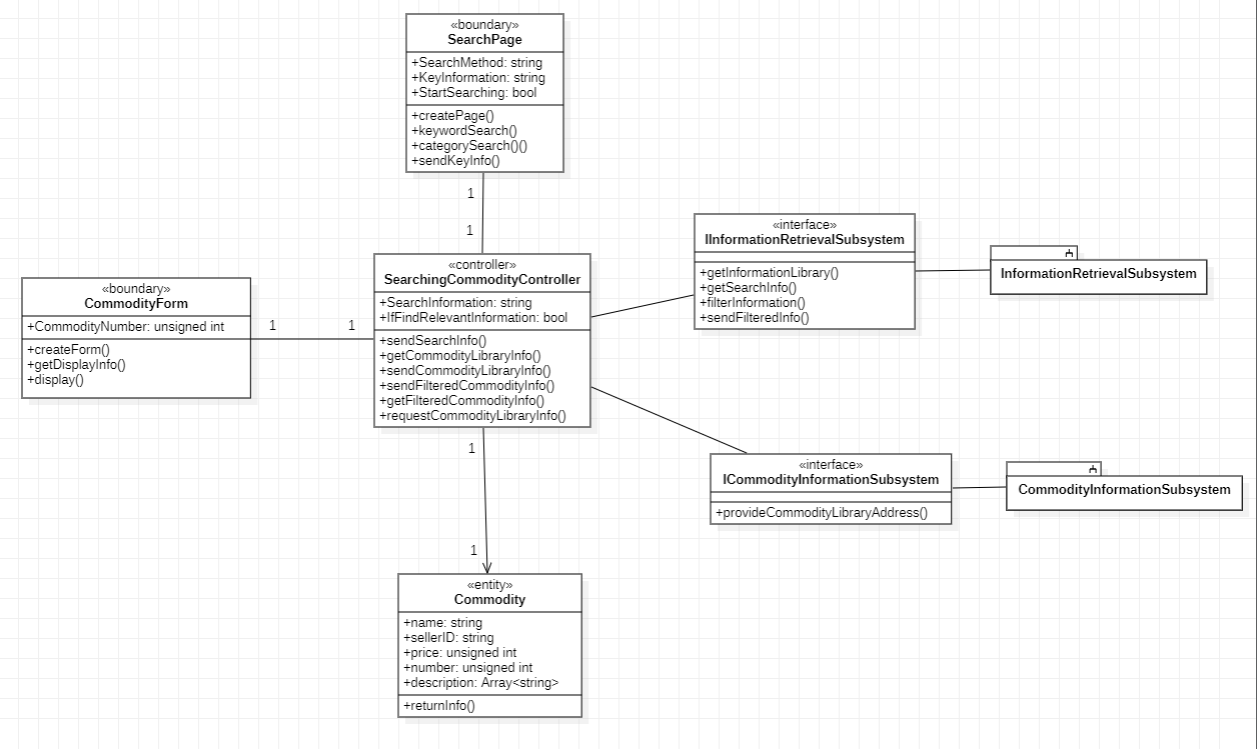 «boundary»
SearchPage
+SearchMethod: string
+KeyInformation: string
+StartSearching: bool
+createPage()
+keywordSearch()
+categorySearch()()
+sendKeyInfo()
1
1
«boundary»
CommodityForm
+CommodityNumber: unsigned int
+createForm()
+getDisplayInfo()
+display()
1
1
«controller»
SearchingCommodityController
+SearchInformation: string
+IfFindRelevantInformation: bool
+sendSearchInfo()
+getCommodityLibraryInfo()
+sendCommodityLibraryInfo()
+sendFilteredCommodityInfo()
+getFilteredCommodityInfo()
+requestCommodityLibraryInfo()
«interface»
IInformationRetrievalSubsystem
+getInformationLibrary()
+getSearchInfo()
+filterInformation()
+sendFilteredInfo()
InformationRetrievalSubsystem
«interface»
ICommodityInformationSubsystem
+provideCommodityLibraryAddress()
CommodityInformationSubsystem
1
1
«entity»
Commodity
+name: string
+sellerID: string
+price: unsigned int
+number: unsigned int
+description: Array<string>
+returnInfo()